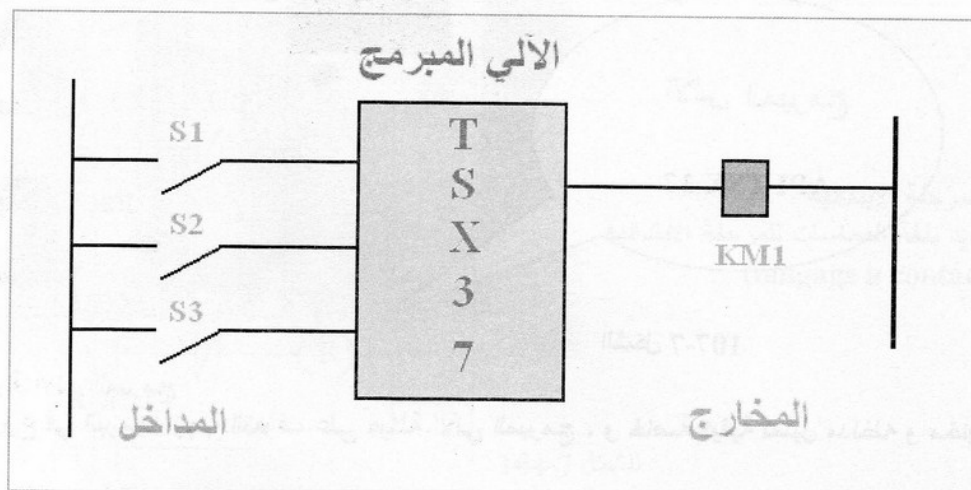 الآلي المبرمج
S1
S2
S3
T
S
X
3
7
KM1
المداخل
المخارج